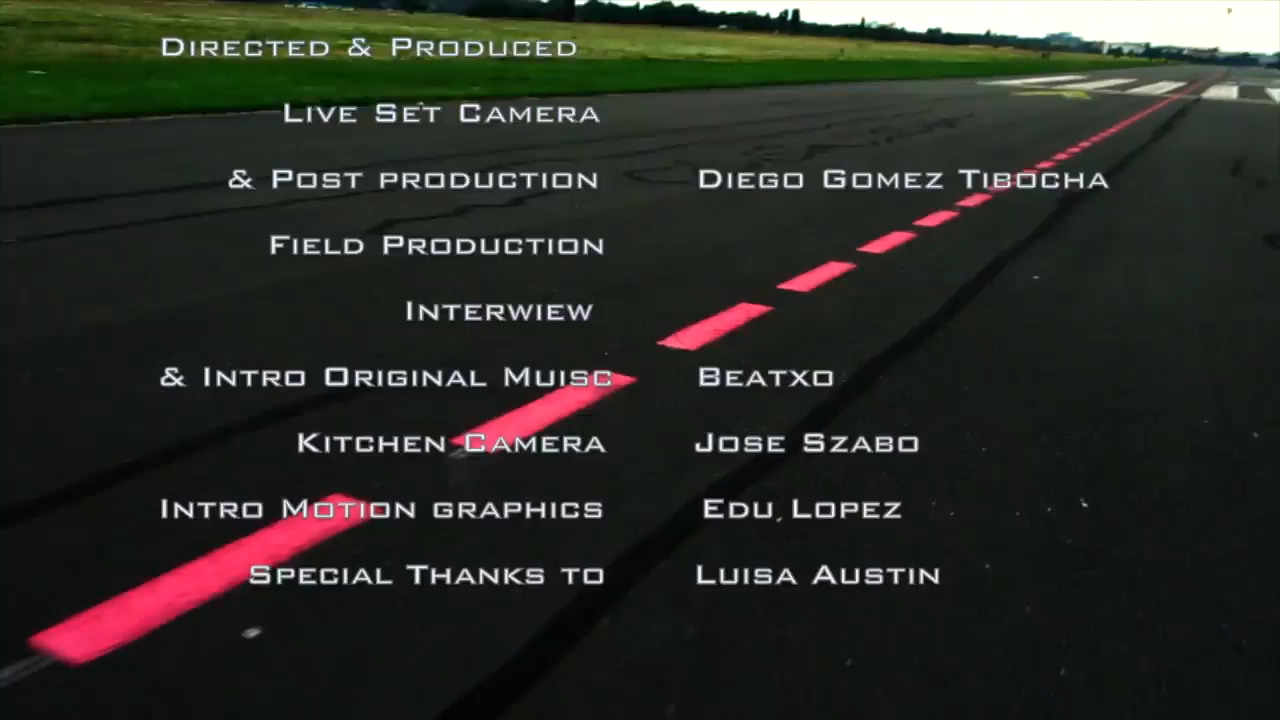 Directed & Produced
Live Set Camera
& Post production Diego Gomez Tibocha
Field Production
Interwiew
& Intro Original Muisc Beatxo
Kitchen Camera Jose Szabo
Intro Motion graphics Edu Lopez
Special Thanks to Luisa Austin